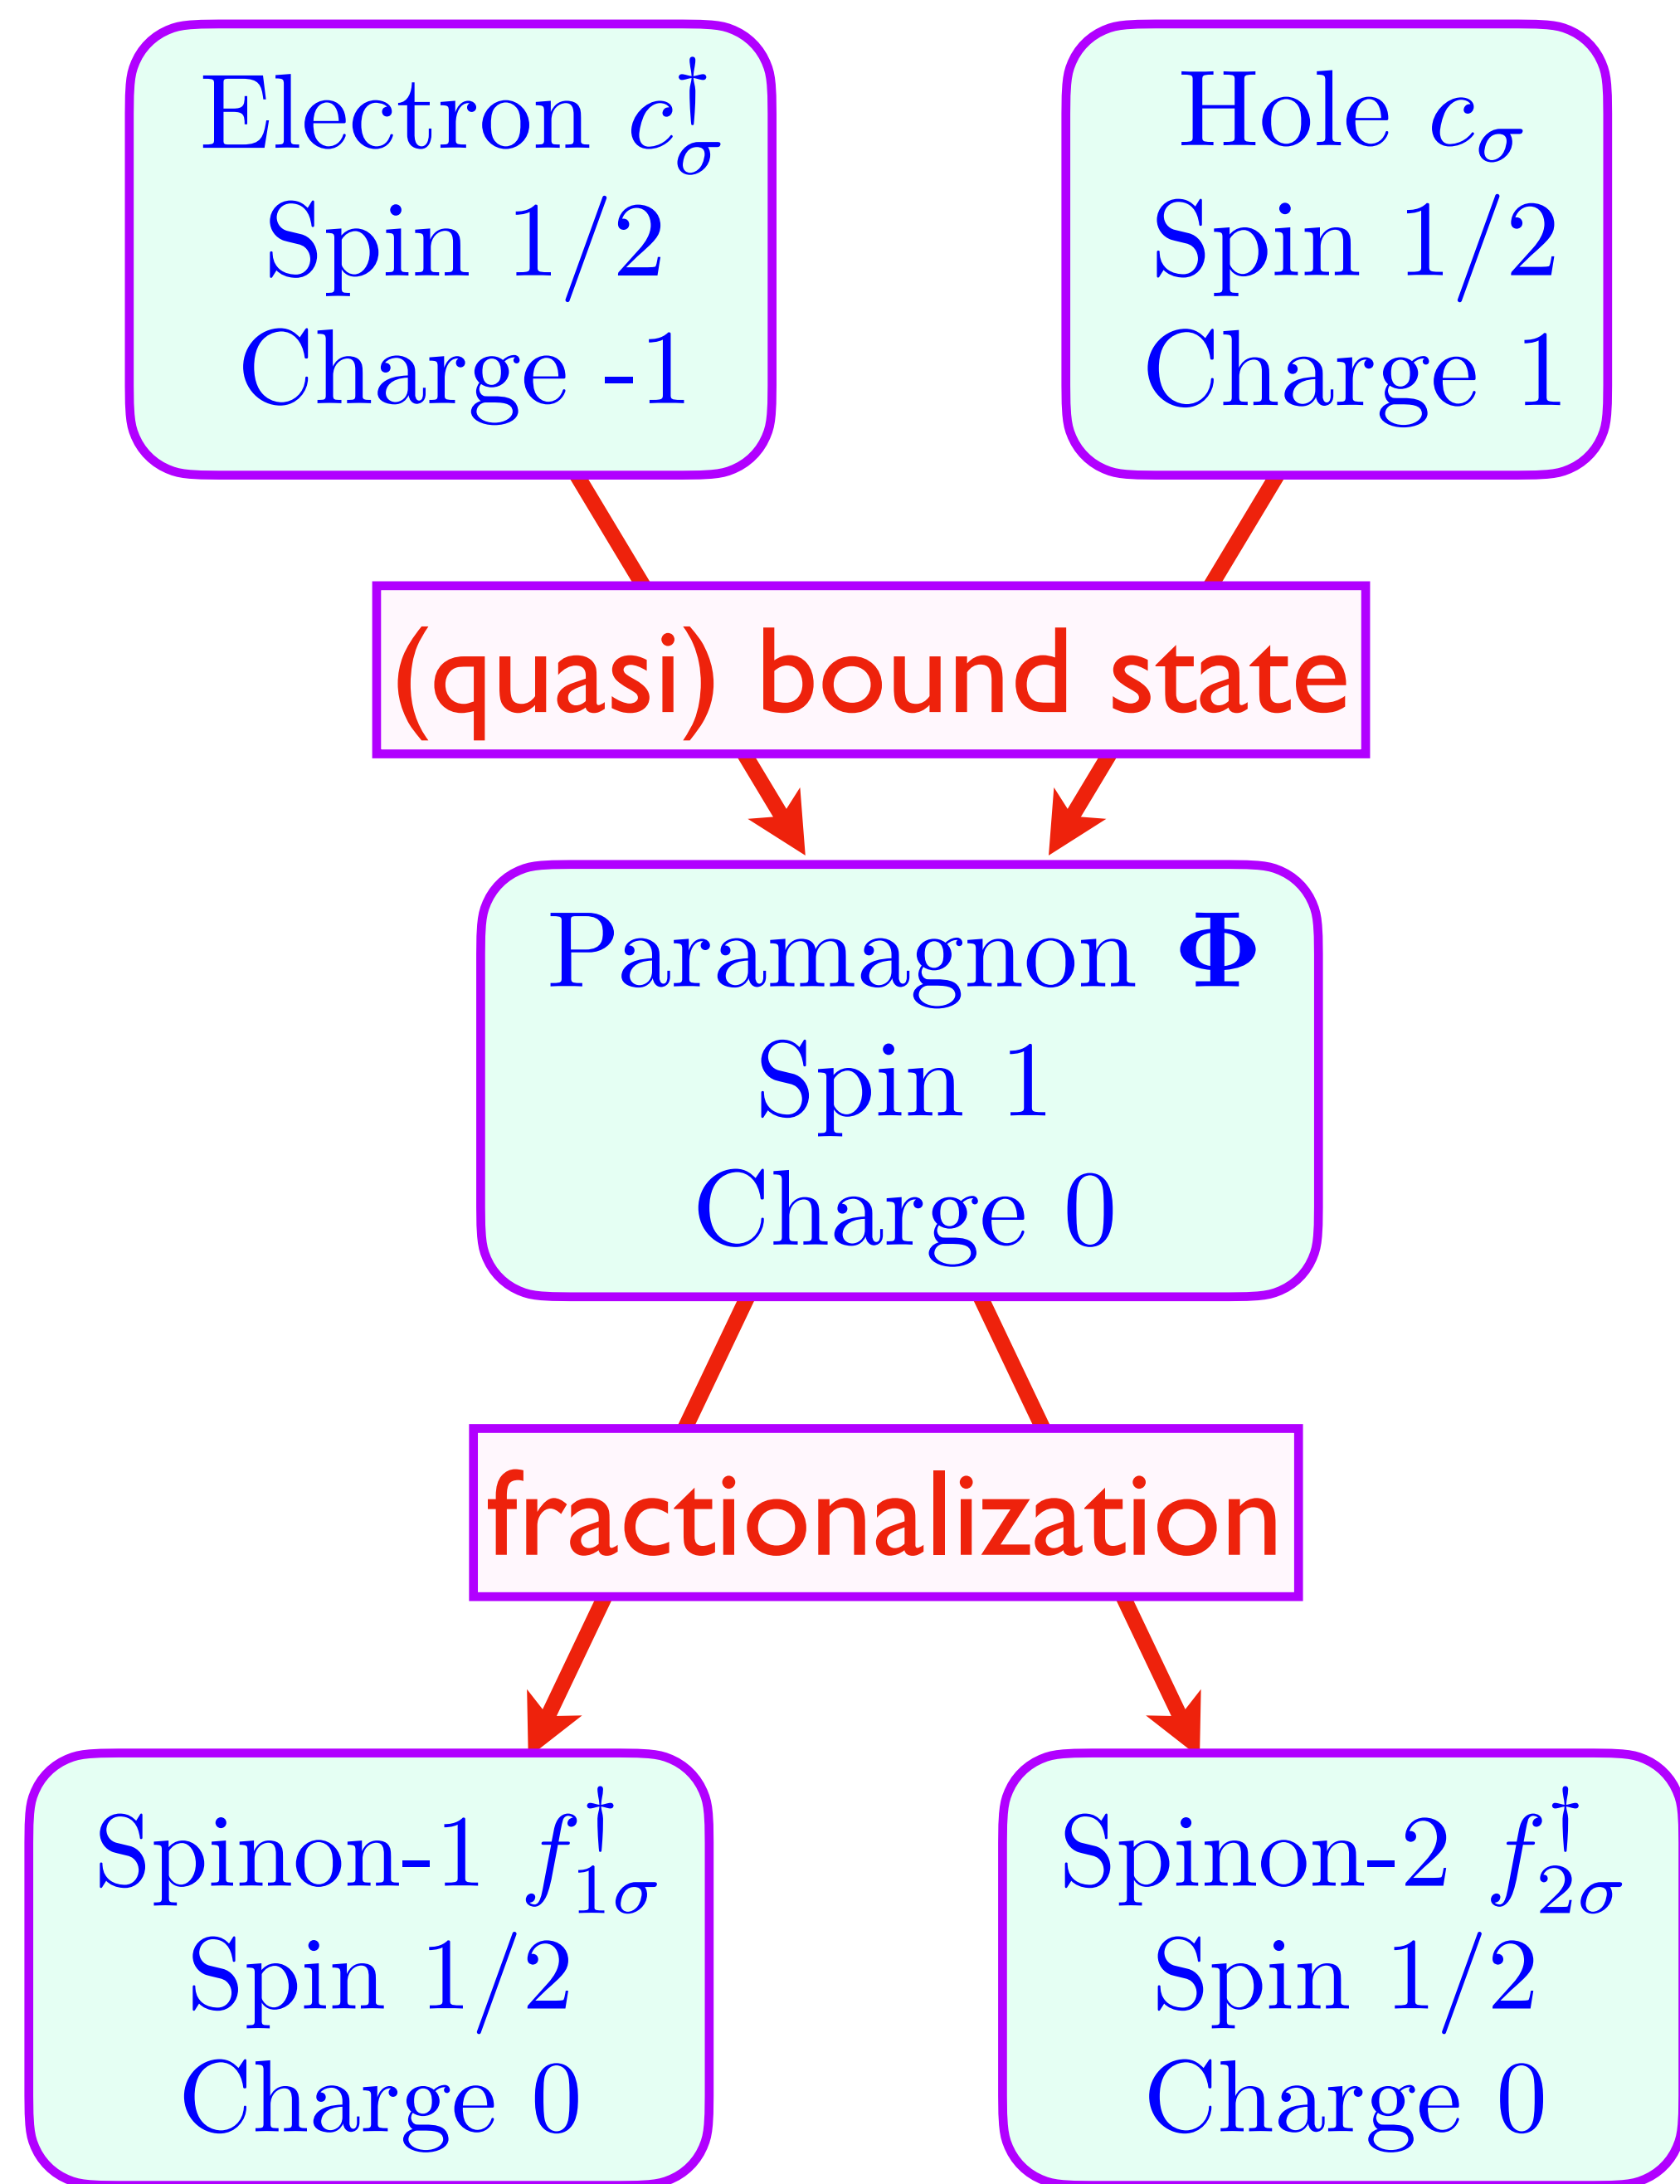 Electron $c_{\sigma}^{\dagger}$
Spin 1/2
Charge -1
Hole $c_{\sigma}$
Spin 1/2
Charge 1
(quasi) bound state
Paramagnon $\mathbf{\Phi}$
Spin 1
Charge 0
fractionalization
Spinon-1 $f_{1\sigma}^{\dagger}$
Spin 1/2
Charge 0
Spinon-2 $f_{2\sigma}^{\dagger}$
Spin 1/2
Charge 0